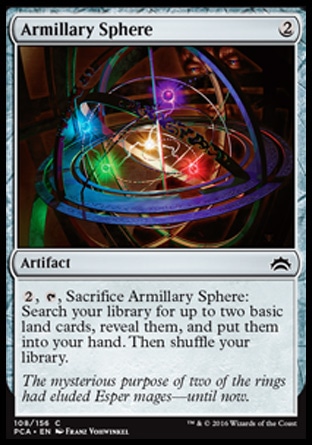 Armillary Sphere 2
Artifact
2, T, Sacrifice Armillary Sphere:
Search your library for up to two basic
land cards, reveal them, and put them
into your hand. Then shuffle your
library.
The mysterious purpose of two of the rings
had eluded Esper mages—until now.
108/156 C
PCA • EN Franz Vohwinkel
™ & © 2016 Wizards of the Coast